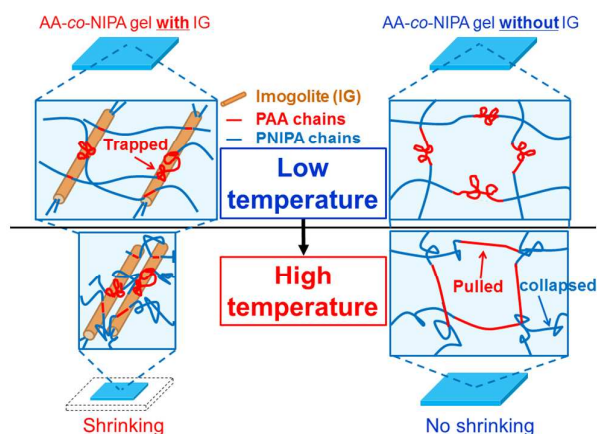 AA-co-NIPA gel with IG
AA-co-NIPA gel without IG
Imogolite (IG)
PAA chains
PNIPA chains
Trapped
Low
temperature
High
temperature
Pulled
collapsed
Shrinking
No shrinking